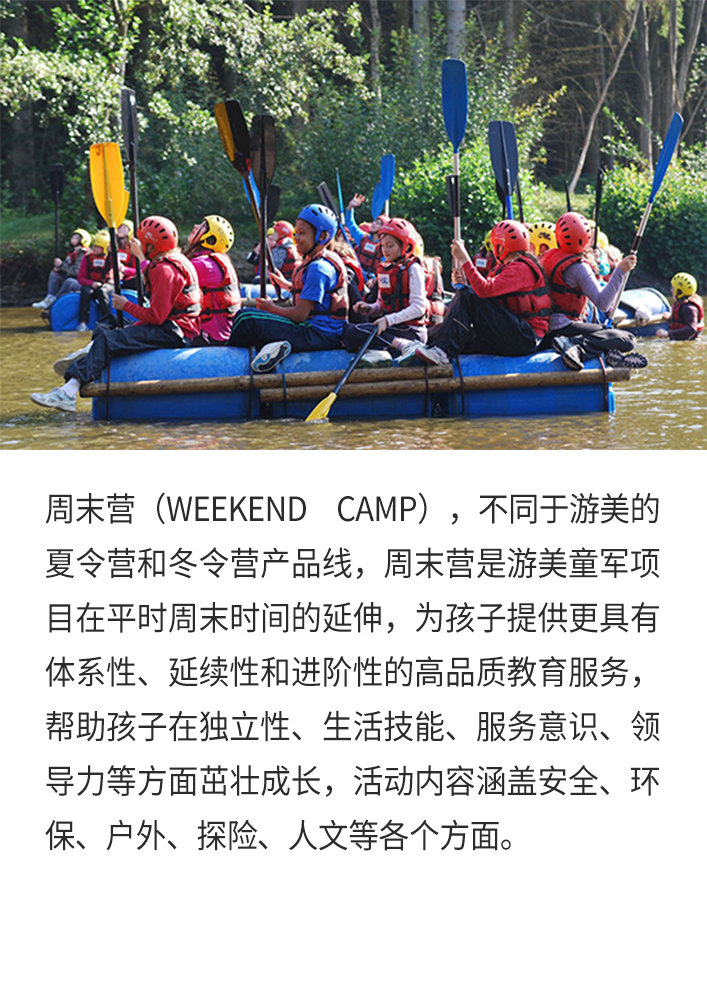 周末营（WEEKEND CAMP），不同于游美的
夏令营和冬令营产品线，周末营是游美童军项
目在平时周末时间的延伸，为孩子提供更具有
体系性、延续性和进阶性的高品质教育服务，
帮助孩子在独立性、生活技能、服务意识、领
导力等方面茁壮成长，活动内容涵盖安全、环
保、户外、探险、人文等各个方面。